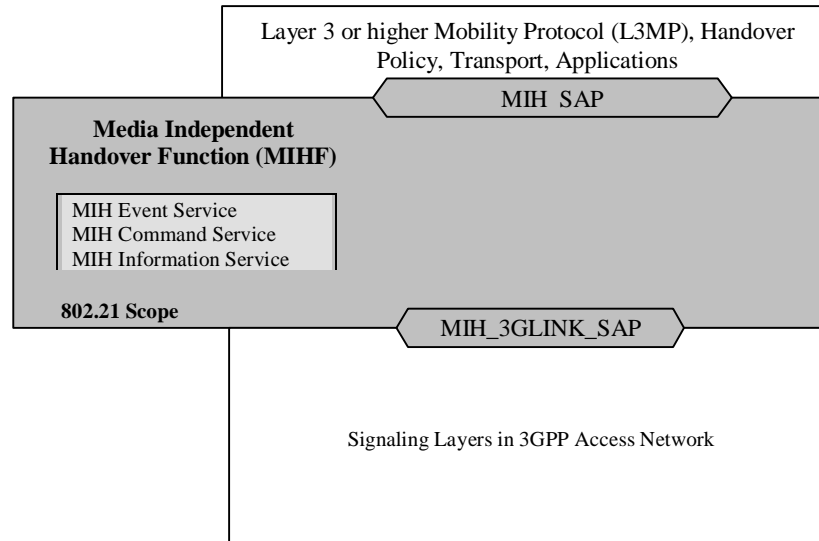 Layer 3 or higher Mobility Protocol (L3MP), Handover
Policy, Transport, Applications
MIH SAP
Media Independent
Handover Function (MIHF)
MIH Event Service
MIH Command Service
MIH Information Service
802.21 Scope
MIH_3GLINK_SAP
Signaling Layers in 3GPP Access Network